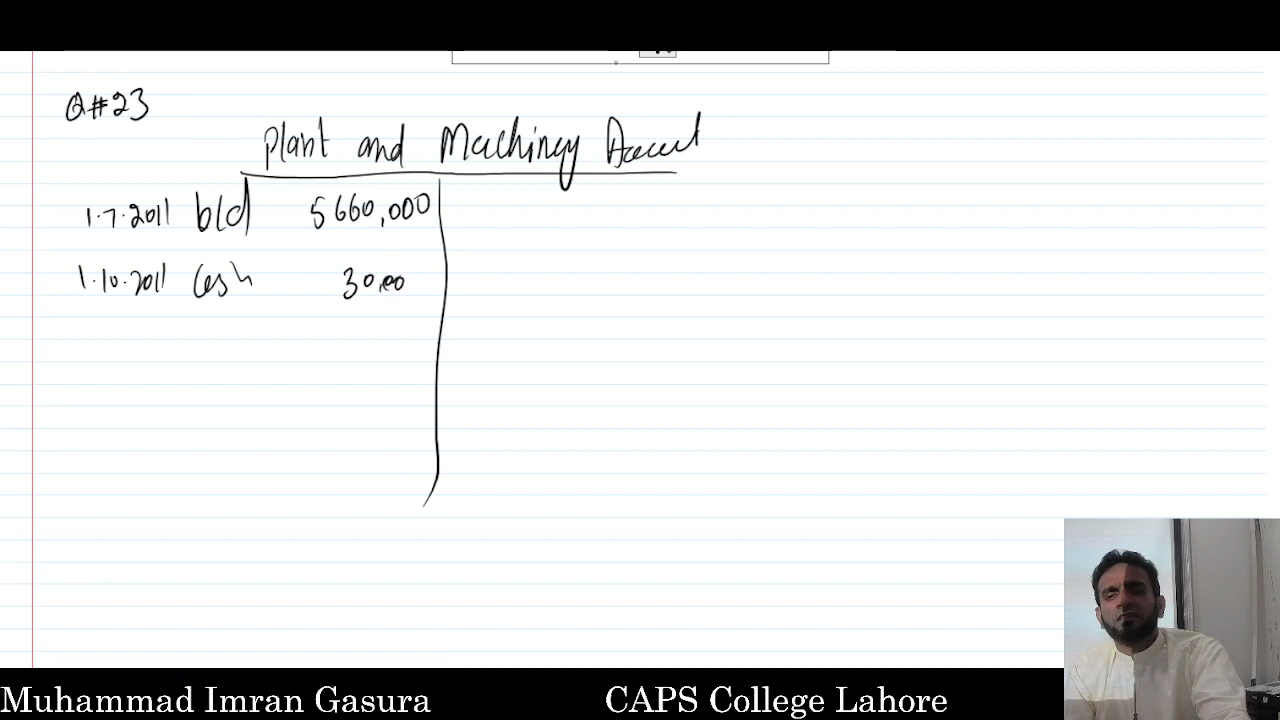 Q#23
Plant and Machinery Account
1.7.2011 b/d 5660,000
1.10.2011 Cash 30,00
Muhammad Imran Gasura CAPS College Lahore